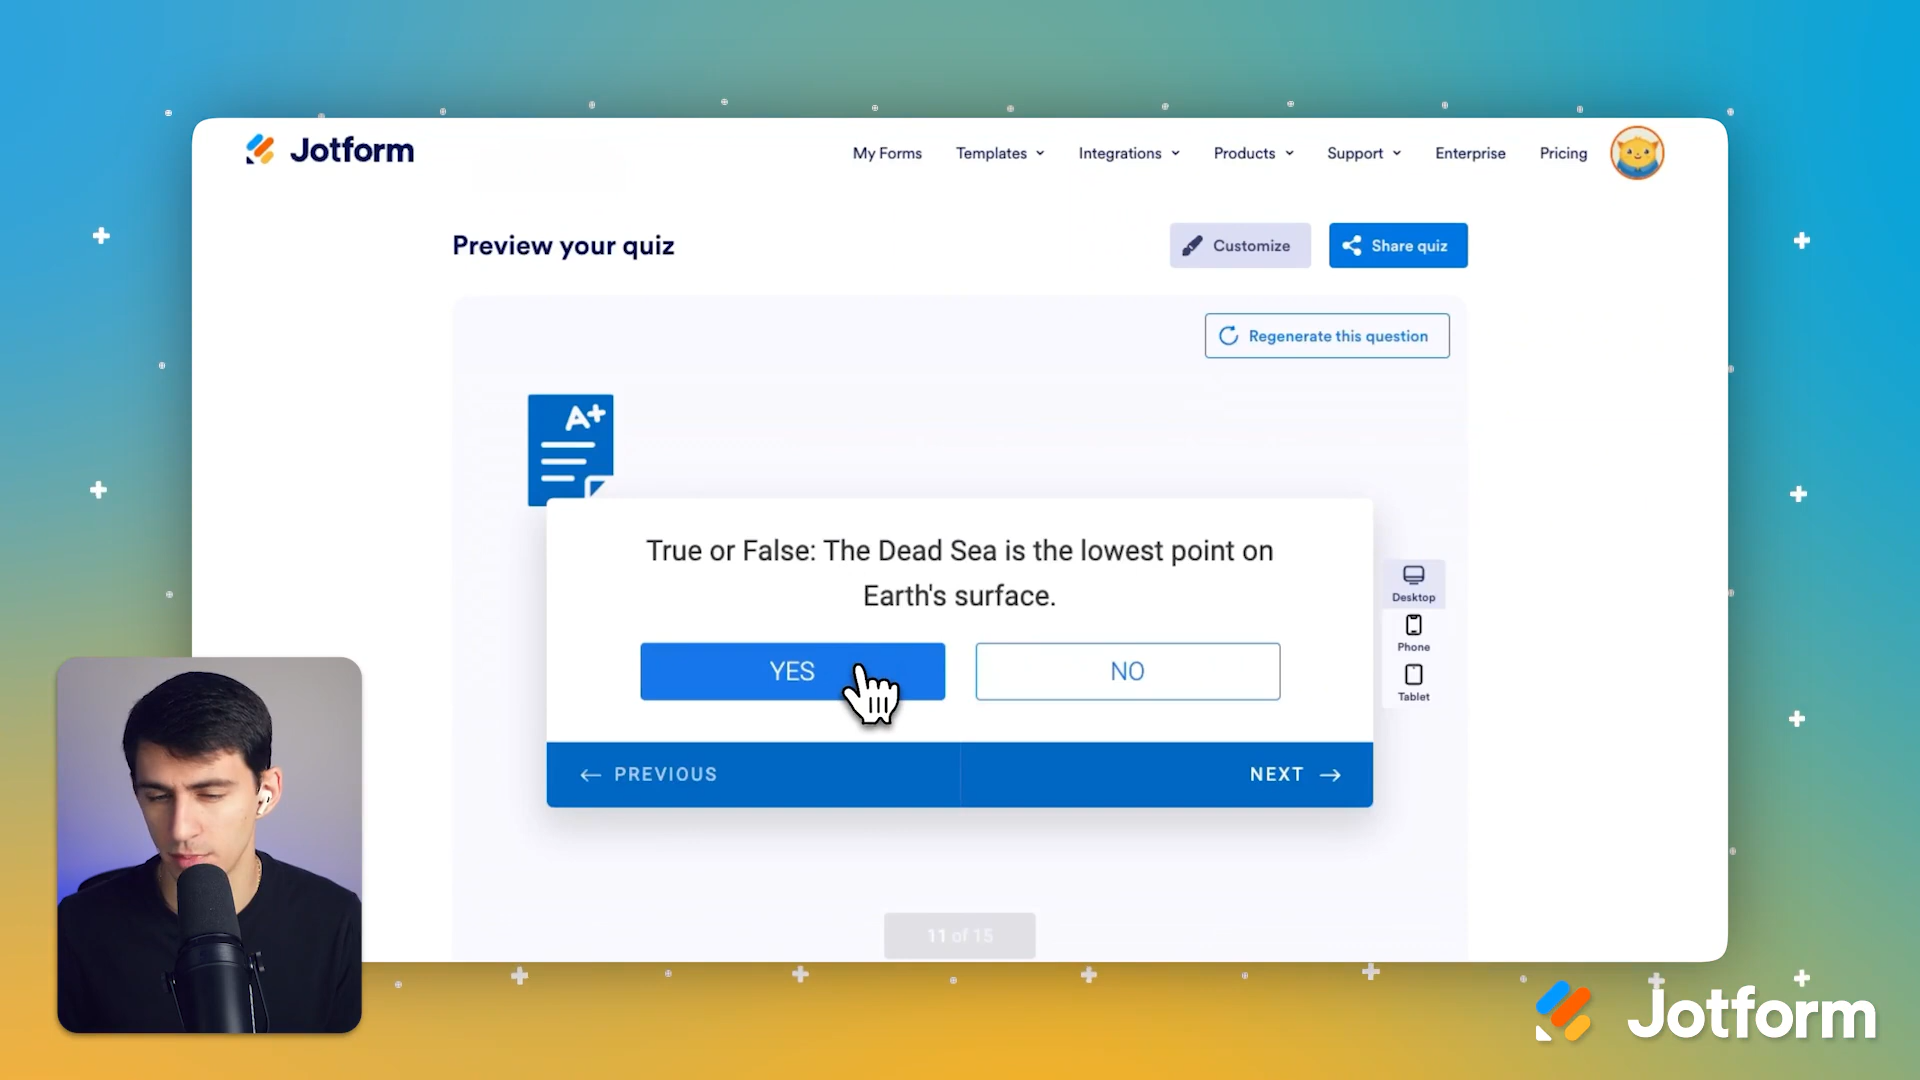 Jotform
My Forms Templates Integrations Products Support Enterprise Pricing
Preview your quiz
Customize
Share quiz
Regenerate this question
A+
True or False: The Dead Sea is the lowest point on
Earth's surface.
YES
NO
Desktop
Phone
Tablet
PREVIOUS
NEXT
11 of 15
Jotform